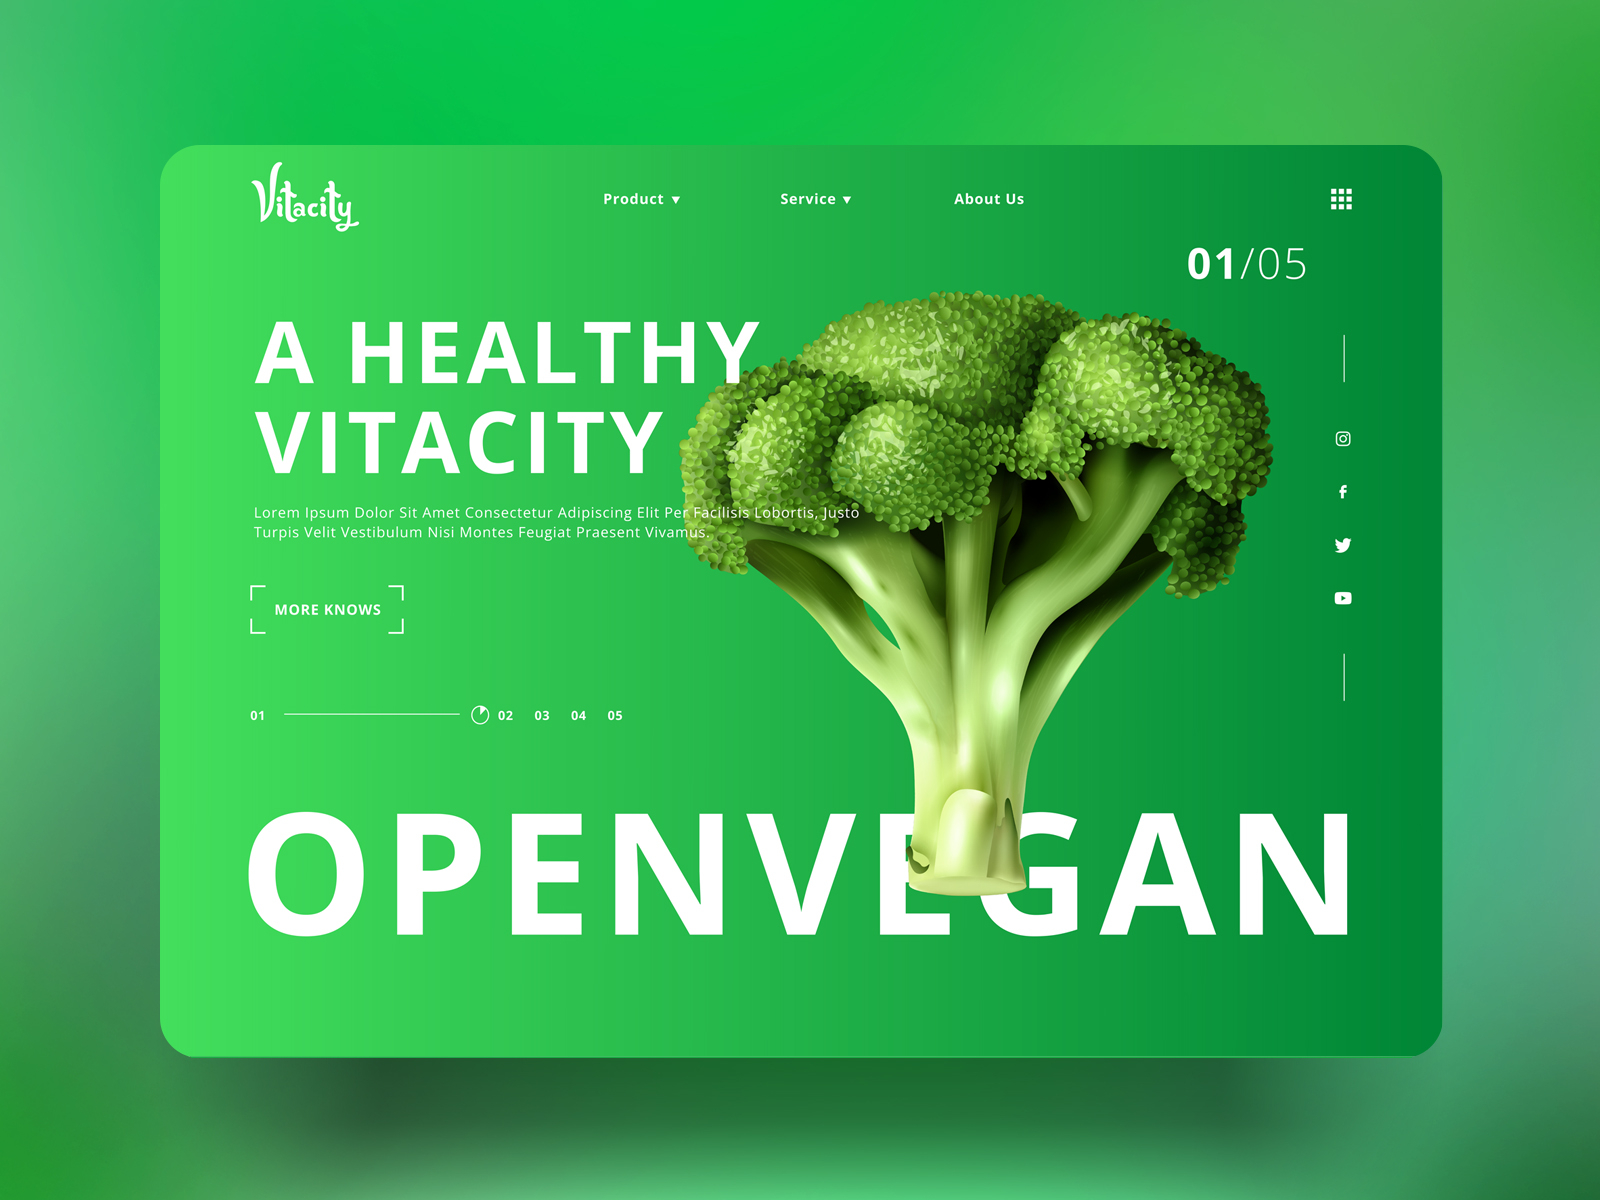 Vitacity
Product ▼
Service ▼
About Us
01/05
A HEALTHY
VITACITY
Lorem Ipsum Dolor Sit Amet Consectetur Adipiscing Elit Per Facilisis Lobortis, Justo
Turpis Velit Vestibulum Nisi Montes Feugiat Praesent Vivamus.
MORE KNOWS
01 02 03 04 05
OPENVEGAN